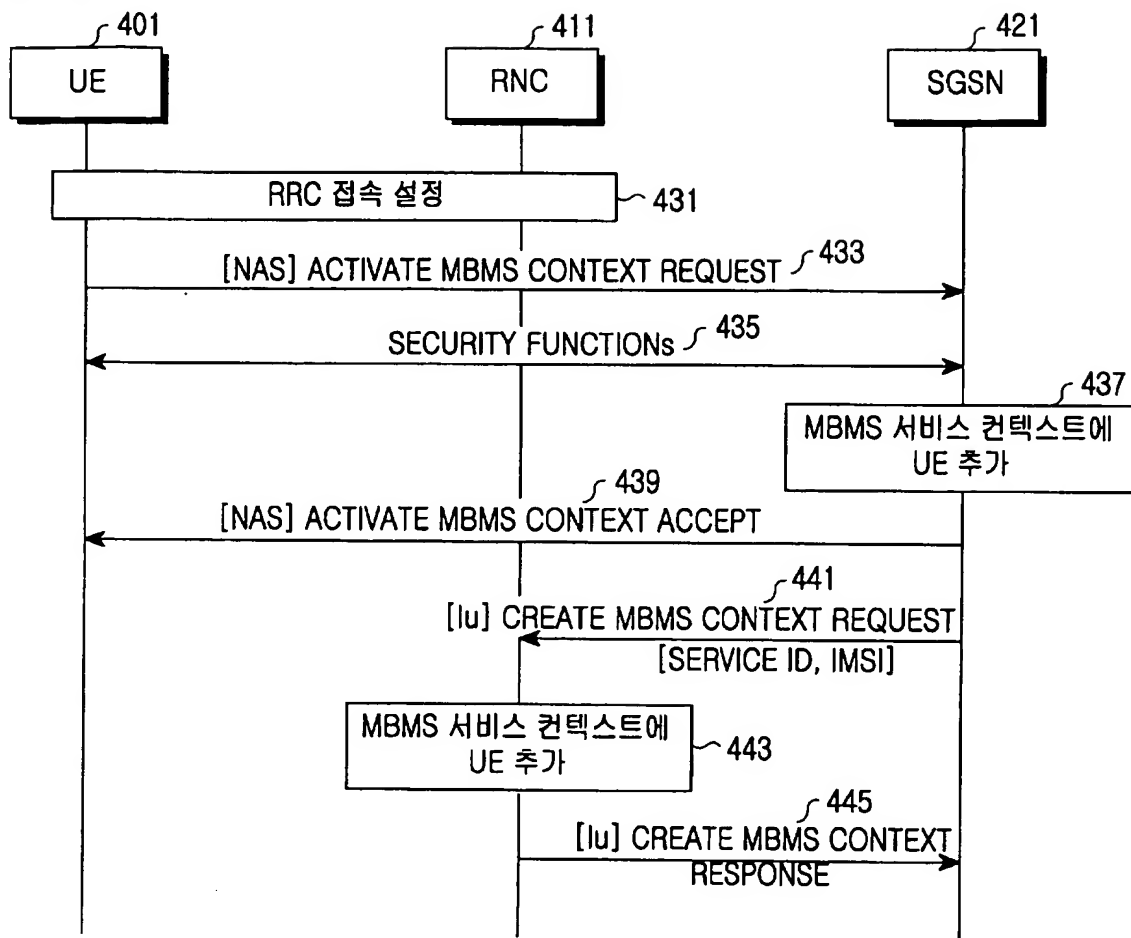 401
411
421
UE
RNC
SGSN
RRC 접속 설정
431
[NAS] ACTIVATE MBMS CONTEXT REQUEST
433
SECURITY FUNCTIONs
435
437
MBMS 서비스 컨텍스트에
UE 추가
439
[NAS] ACTIVATE MBMS CONTEXT ACCEPT
441
[Iu] CREATE MBMS CONTEXT REQUEST
[SERVICE ID, IMSI]
MBMS 서비스 컨텍스트에
UE 추가
443
445
[Iu] CREATE MBMS CONTEXT
RESPONSE